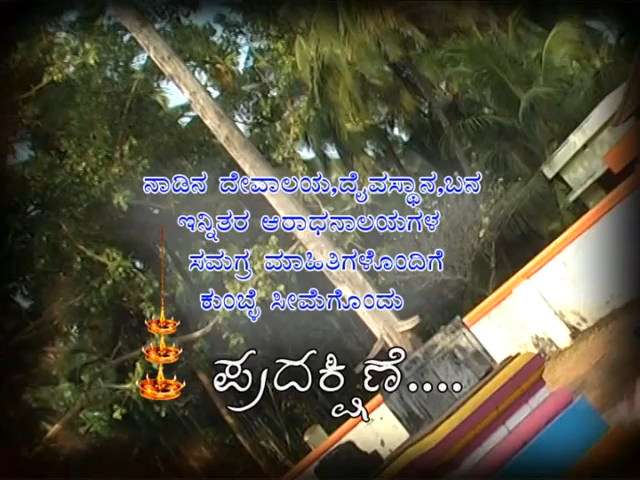 ನಾಡಿನ ದೇವಾಲಯ,ದೈವಸ್ಥಾನ,ಬನ
ಇನ್ನಿತರ ಆರಾಧನಾಲಯಗಳ
ಸಮಗ್ರ ಮಾಹಿತಿಗಳೊಂದಿಗೆ
ಕುಂಬ್ಳೆ ಸೀಮೆಗೊಂದು
ಪ್ರದಕ್ಷಿಣೆ....